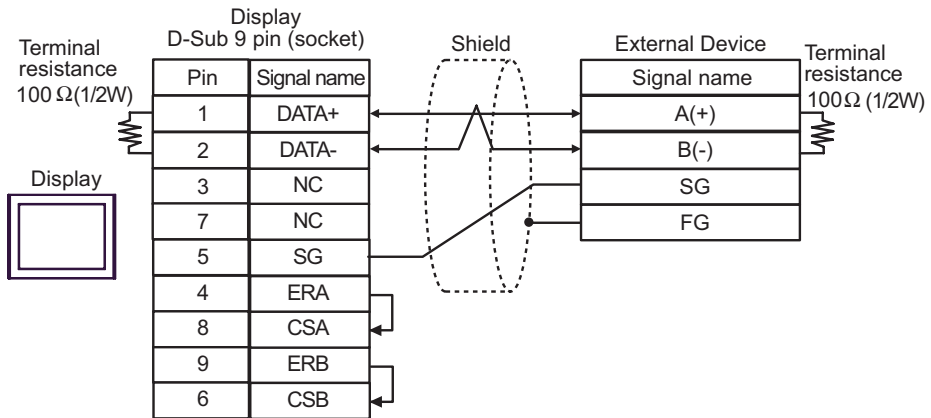 Display
D-Sub 9 pin (socket)
Shield
External Device
Terminal
resistance
100 Ω(1/2W)
Terminal
resistance
100Ω (1/2W)
Pin Signal name
1 DATA+
2 DATA-
3 NC
7 NC
5 SG
4 ERA
8 CSA
9 ERB
6 CSB
Display
Signal name
A(+)
B(-)
SG
FG